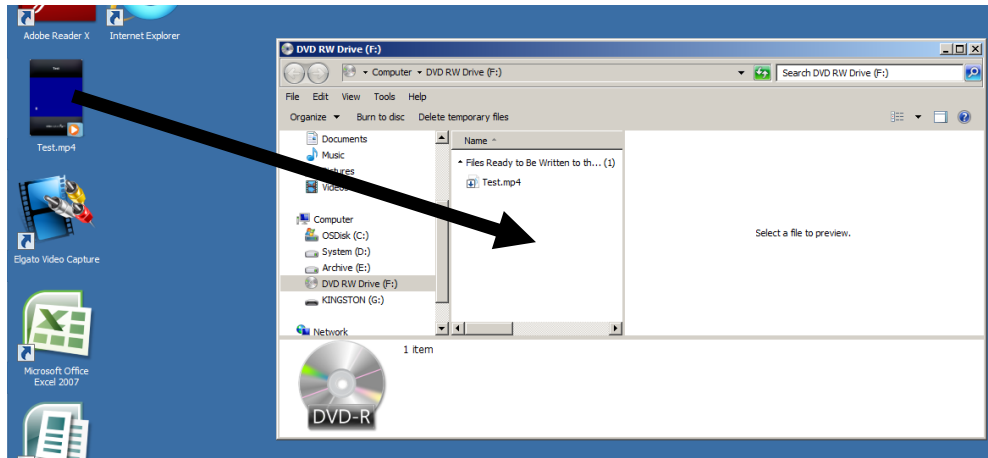 Adobe Reader X
Internet Explorer
Test.mp4
Elgato Video Capture
Microsoft Office
Excel 2007
DVD RW Drive (F:)
Computer DVD RW Drive (F:)
Search DVD RW Drive (F:)
File Edit View Tools Help
Organize Burn to disc Delete temporary files
Documents
Music
Pictures
Videos
Computer
OSDisk (C:)
System (D:)
Archive (E:)
DVD RW Drive (F:)
KINGSTON (G:)
Network
Name
Files Ready to Be Written to th... (1)
Test.mp4
Select a file to preview.
1 item
DVD-R